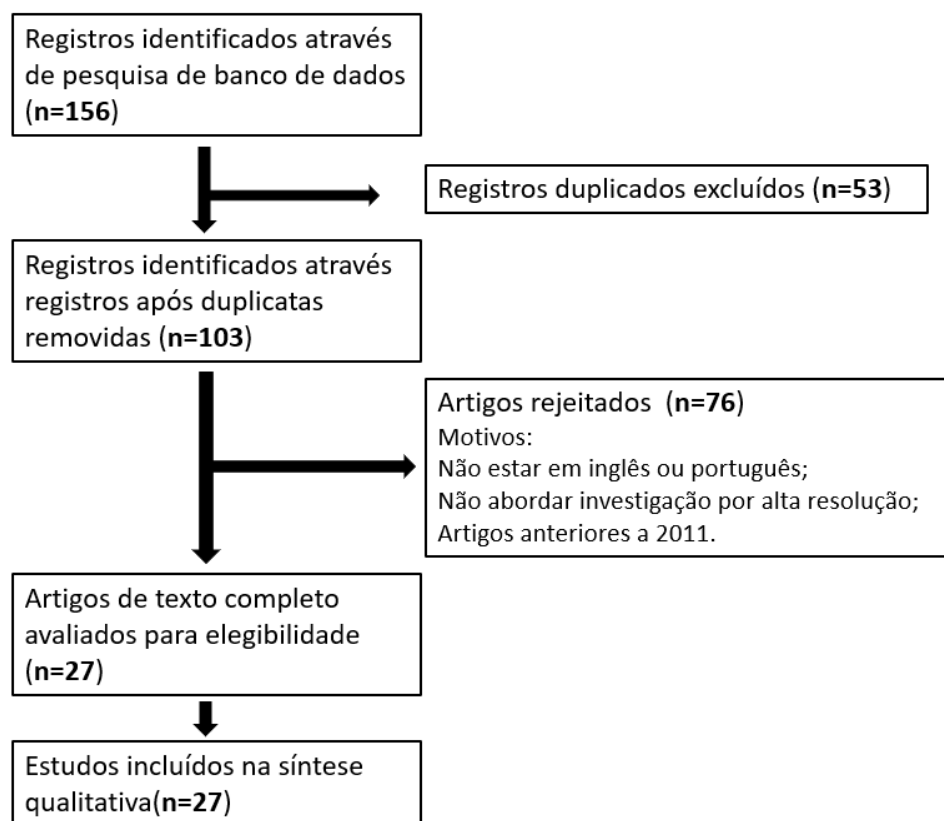 Registros identificados através
de pesquisa de banco de dados
(n=156)
Registros duplicados excluídos (n=53)
Registros identificados através
registros após duplicatas
removidas (n=103)
Artigos rejeitados (n=76)
Motivos:
Não estar em inglês ou português;
Não abordar investigação por alta resolução;
Artigos anteriores a 2011.
Artigos de texto completo
avaliados para elegibilidade
(n=27)
Estudos incluídos na síntese
qualitativa(n=27)